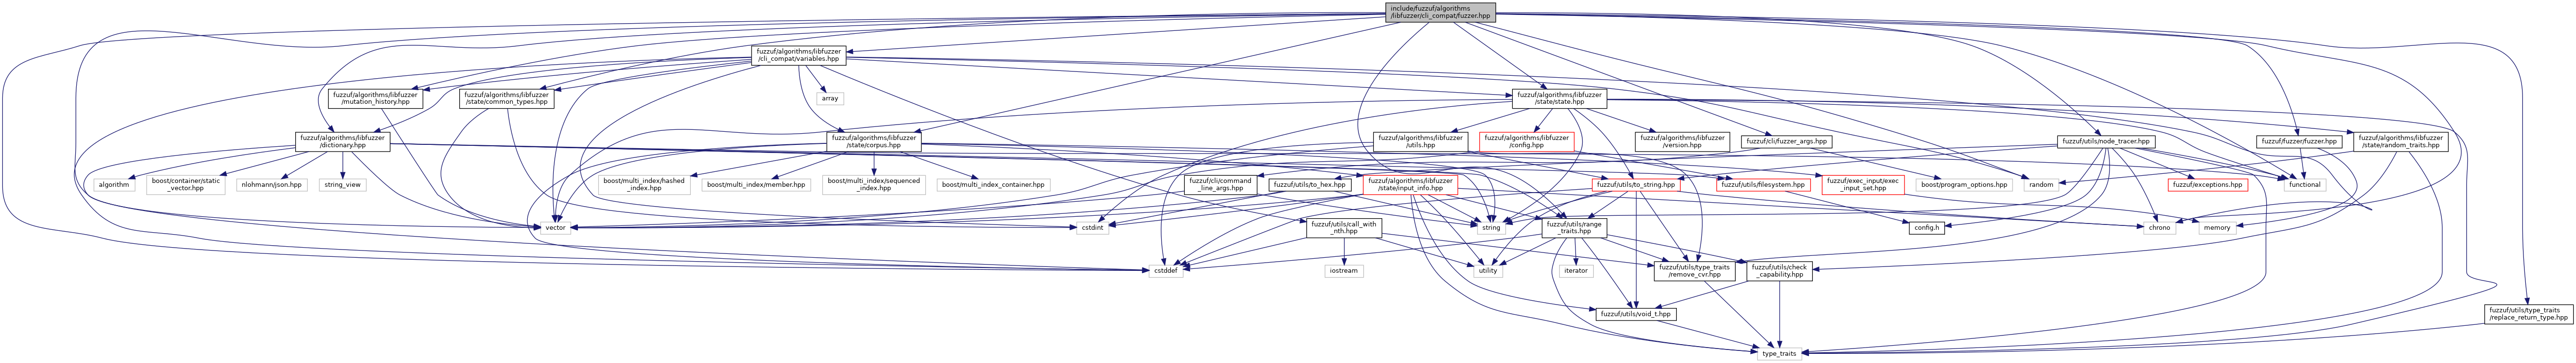 include/fuzzuf/algorithms
/libfuzzer/cli_compat/fuzzer.hpp
fuzzuf/algorithms/libfuzzer
/cli_compat/variables.hpp
fuzzuf/algorithms/libfuzzer
/mutation_history.hpp
fuzzuf/algorithms/libfuzzer
/state/common_types.hpp
array
fuzzuf/algorithms/libfuzzer
/state/state.hpp
fuzzuf/algorithms/libfuzzer
/dictionary.hpp
fuzzuf/algorithms/libfuzzer
/state/corpus.hpp
fuzzuf/algorithms/libfuzzer
/utils.hpp
fuzzuf/algorithms/libfuzzer
/config.hpp
fuzzuf/algorithms/libfuzzer
/version.hpp
fuzzuf/cli/fuzzer_args.hpp
fuzzuf/utils/node_tracer.hpp
fuzzuf/fuzzer/fuzzer.hpp
fuzzuf/algorithms/libfuzzer
/state/random_traits.hpp
algorithm
boost/container/static
_vector.hpp
nlohmann/json.hpp
string_view
boost/multi_index/hashed
_index.hpp
boost/multi_index/member.hpp
boost/multi_index/sequenced
_index.hpp
boost/multi_index_container.hpp
fuzzuf/cli/command
_line_args.hpp
fuzzuf/utils/to_hex.hpp
fuzzuf/algorithms/libfuzzer
/state/input_info.hpp
fuzzuf/utils/to_string.hpp
fuzzuf/utils/filesystem.hpp
fuzzuf/exec_input/exec
_input_set.hpp
boost/program_options.hpp
random
fuzzuf/exceptions.hpp
functional
vector
cstdint
fuzzuf/utils/call_with
_nth.hpp
string
fuzzuf/utils/range
_traits.hpp
config.h
chrono
memory
cstddef
iostream
utility
iterator
fuzzuf/utils/type_traits
/remove_cvr.hpp
fuzzuf/utils/check
_capability.hpp
fuzzuf/utils/void_t.hpp
fuzzuf/utils/type_traits
/replace_return_type.hpp
type_traits